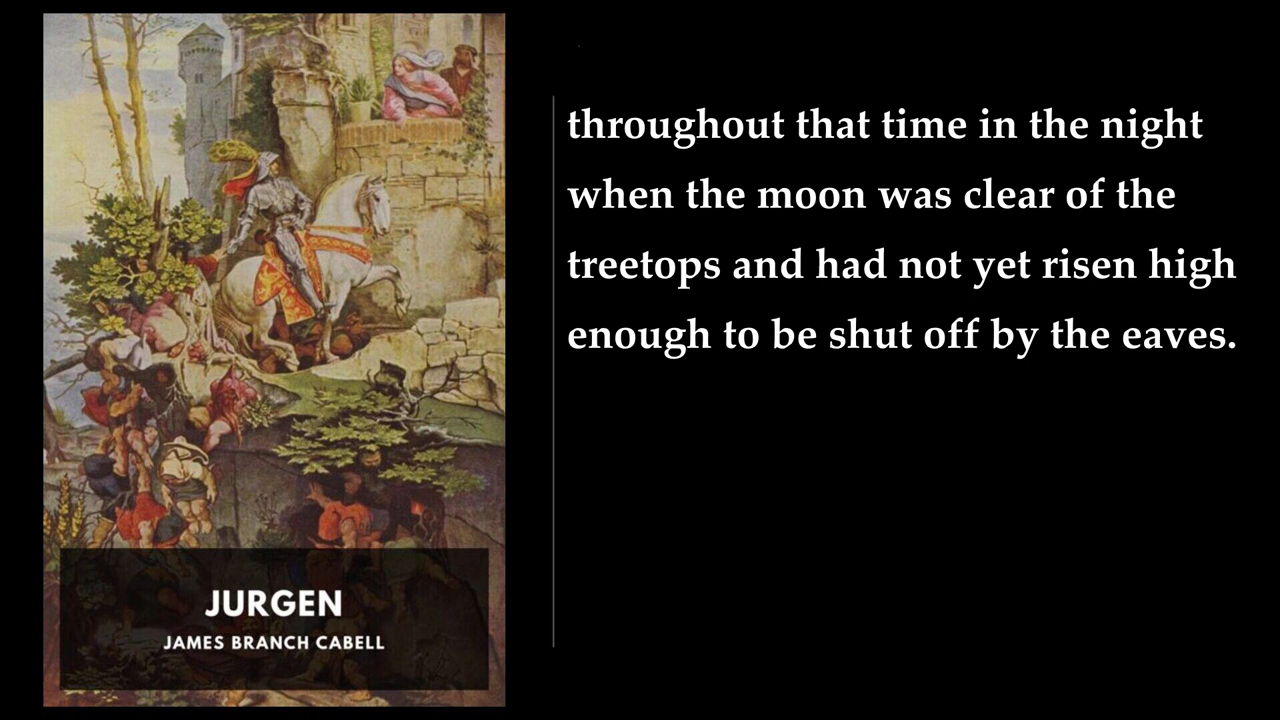 throughout that time in the night
when the moon was clear of the
treetops and had not yet risen high
enough to be shut off by the eaves.
JURGEN
JAMES BRANCH CABELL